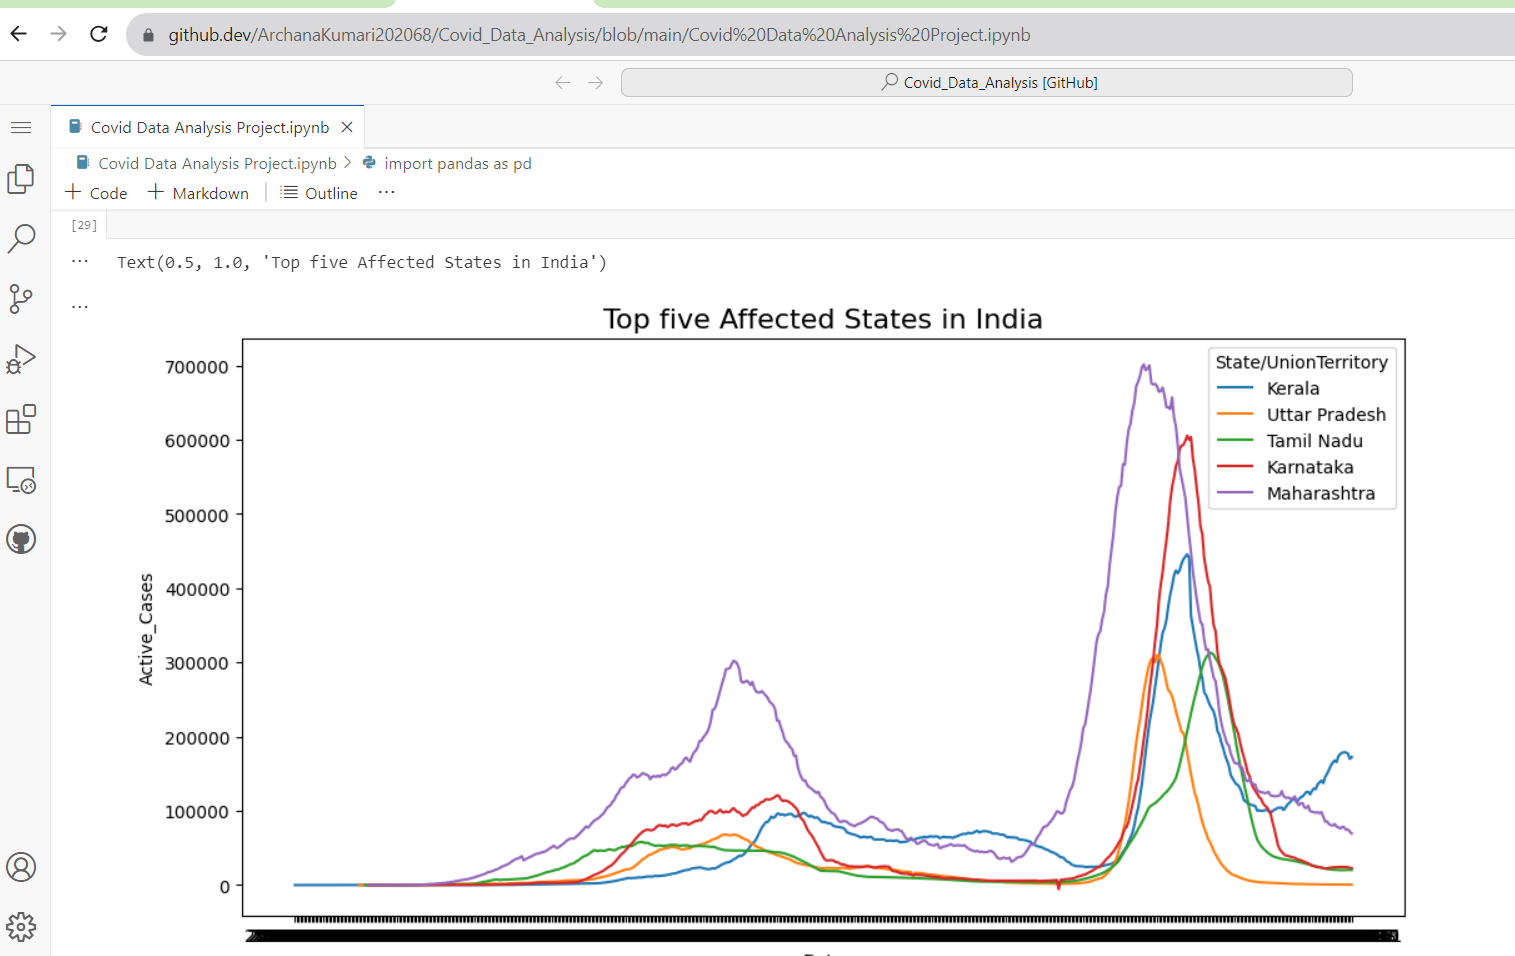 github.dev/ArchanaKumari202068/Covid_Data_Analysis/blob/main/Covid%20Data%20Analysis%20Project.ipynb
Covid_Data_Analysis [GitHub]
Covid Data Analysis Project.ipynb
Covid Data Analysis Project.ipynb > import pandas as pd
+ Code + Markdown Outline ...
[29]
... Text(0.5, 1.0, 'Top five Affected States in India')
...
Top five Affected States in India
State/UnionTerritory
Kerala
Uttar Pradesh
Tamil Nadu
Karnataka
Maharashtra
Active_Cases
700000
600000
500000
400000
300000
200000
100000
0